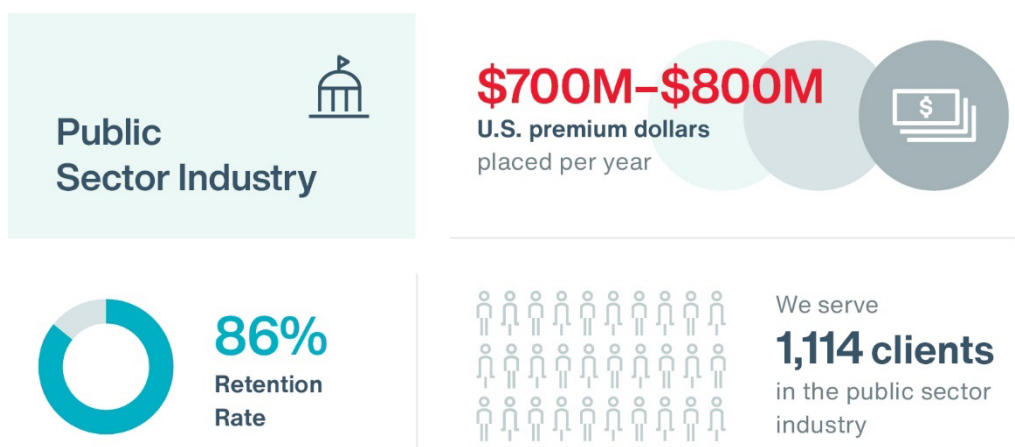 Public
Sector Industry
$700M–$800M
U.S. premium dollars
placed per year
$
86%
Retention
Rate
We serve
1,114 clients
in the public sector
industry